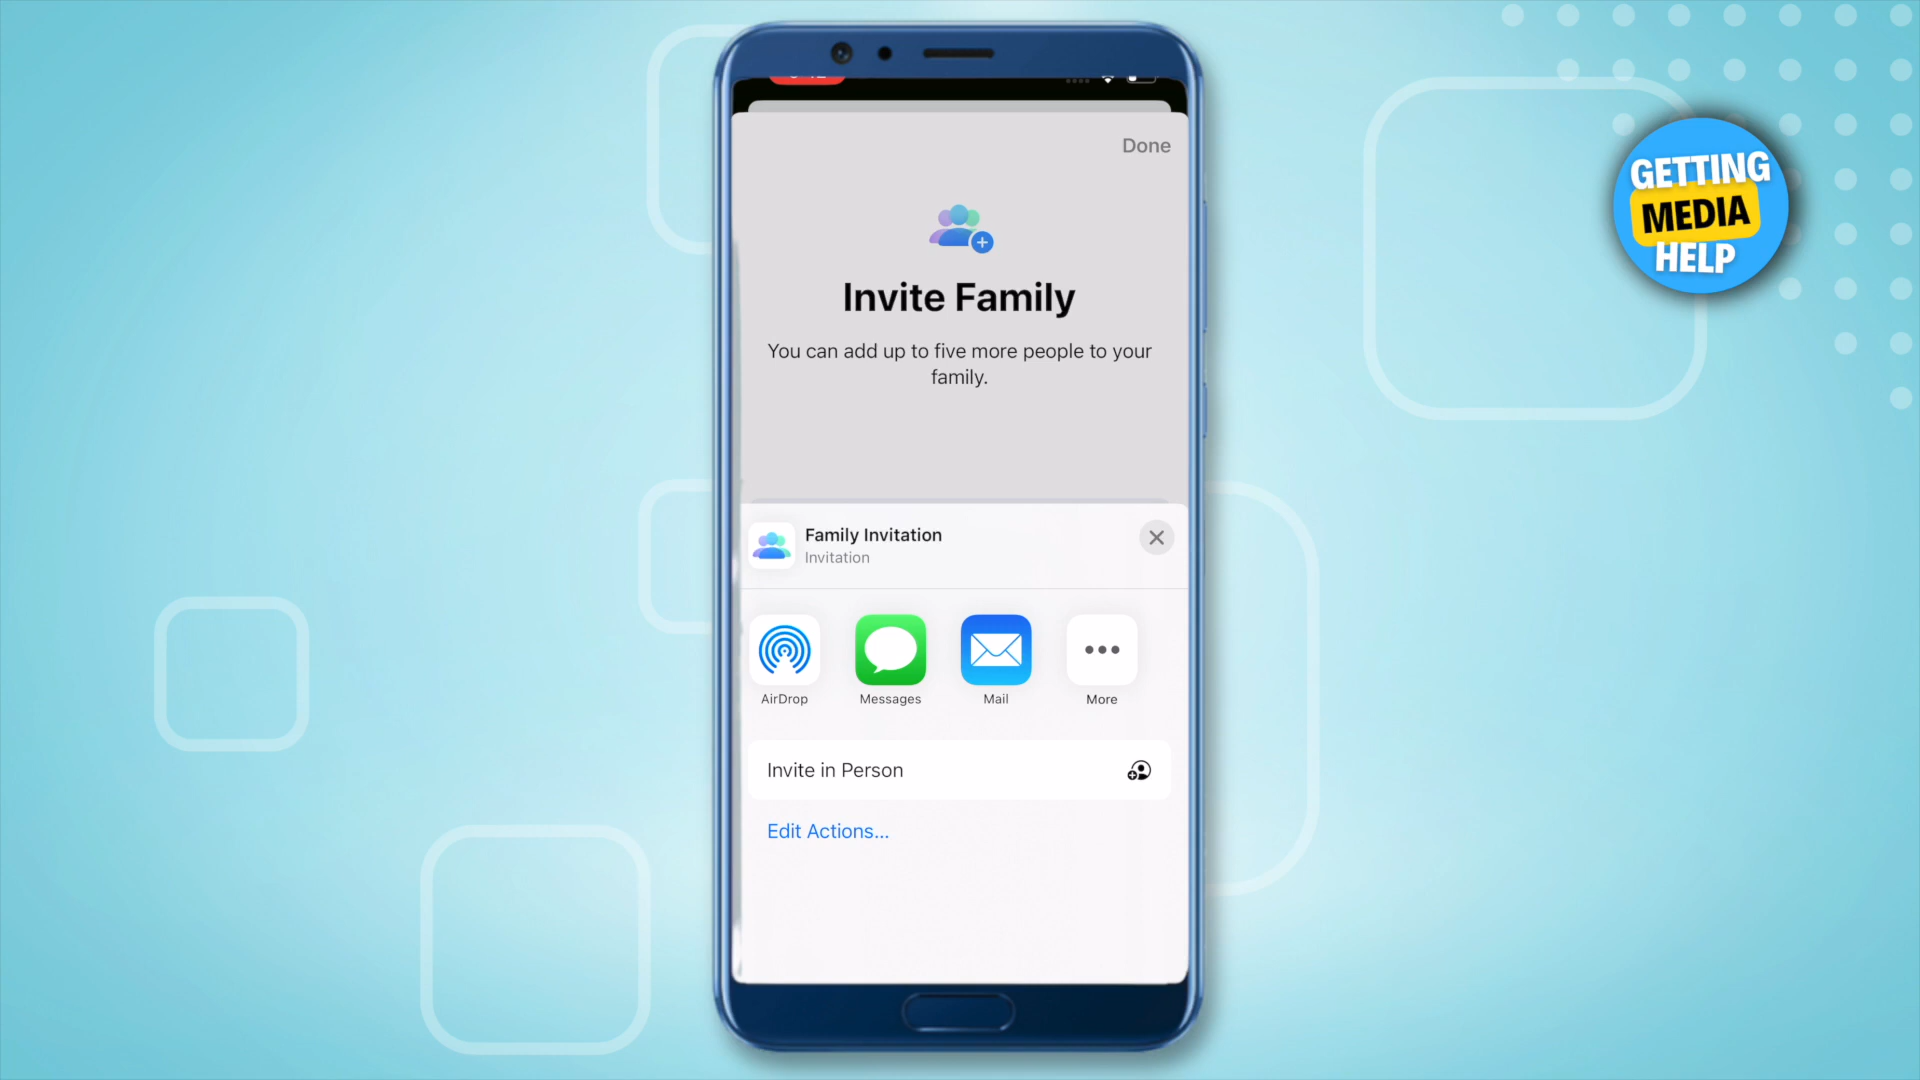 Done
GETTING
MEDIA
HELP
Invite Family
You can add up to five more people to your
family.
Family Invitation
Invitation
AirDrop
Messages
Mail
More
Invite in Person
Edit Actions...